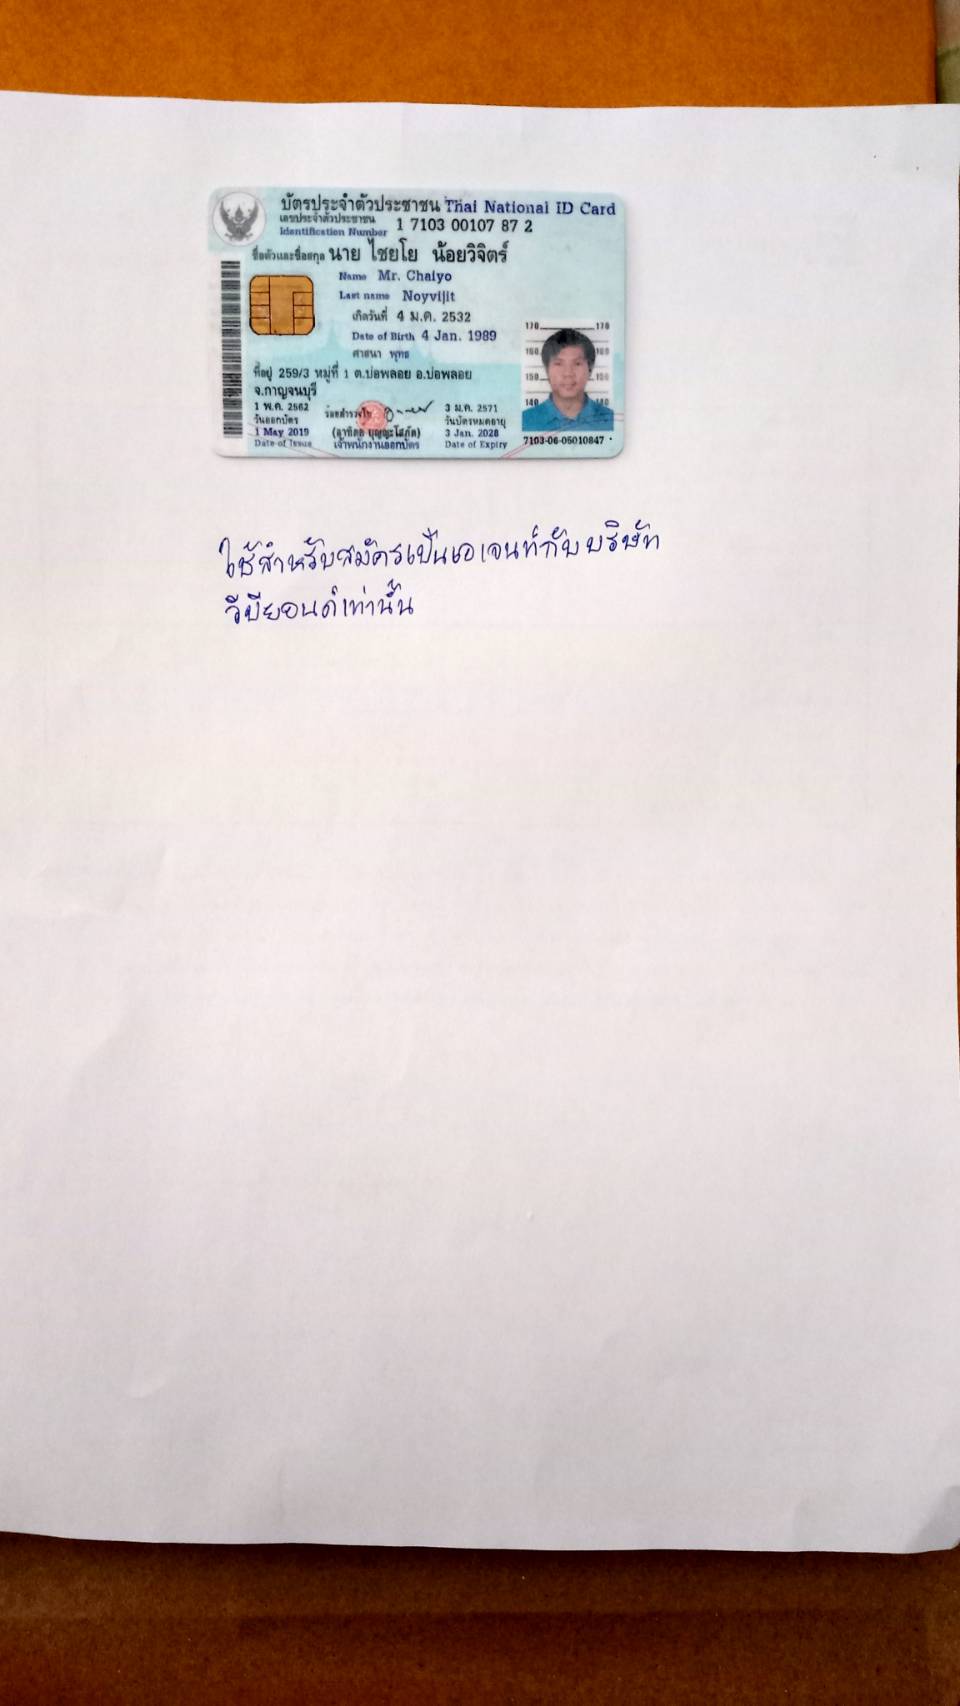 บัตรประจำตัวประชาชน Thai National ID Card
เลขประจำตัวประชาชน
Identification Number 1 7103 00107 87 2
ชื่อตัวและชื่อสกุล นาย ไชยโย น้อยวิจิตร์
Name Mr. Chaiyo
Last name Noyvijit
เกิดวันที่ 4 ม.ค. 2532
Date of Birth 4 Jan. 1989
ศาสนา พุทธ
ที่อยู่ 259/3 หมู่ที่ 1 ต.บ่อพลอย อ.บ่อพลอย
จ.กาญจนบุรี
1 พ.ค. 2562
วันออกบัตร
1 May 2019
Date of Issue
ร้อยตำรวจโท
เจ้าพนักงานออกบัตร
3 ม.ค. 2571
วันบัตรหมดอายุ
3 Jan. 2028
Date of Expiry
170 170
160 160
150 150
140 140
7103-06-05010847
ใช้สำหรับสมัครเป็นเอเจนท์กับบริษัท
วีบียอนด์เท่านั้น